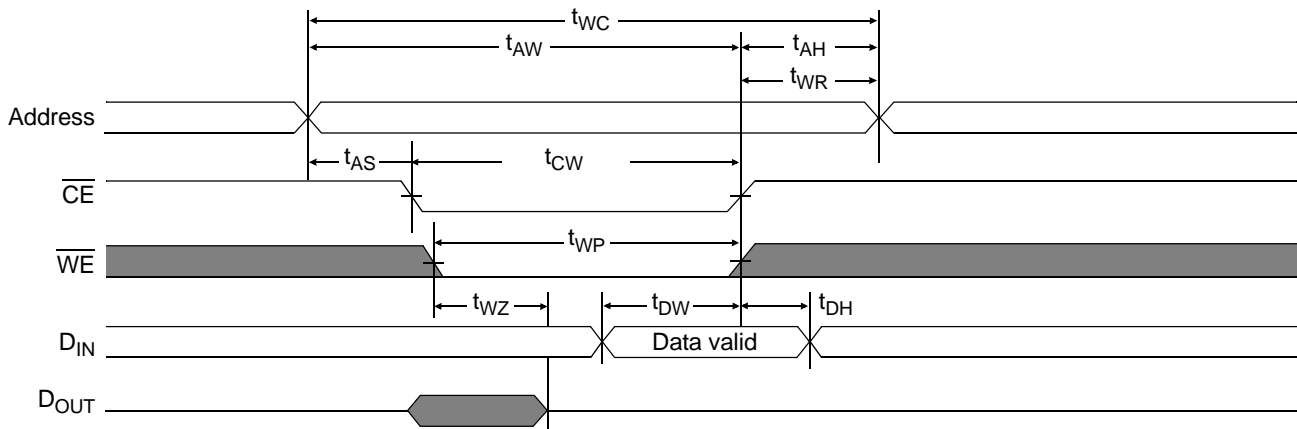 tWC
tAW
tAH
tWR
Address
tAS
tCW
CE
tWP
WE
tWZ
tDW
tDH
DIN
Data valid
DOUT